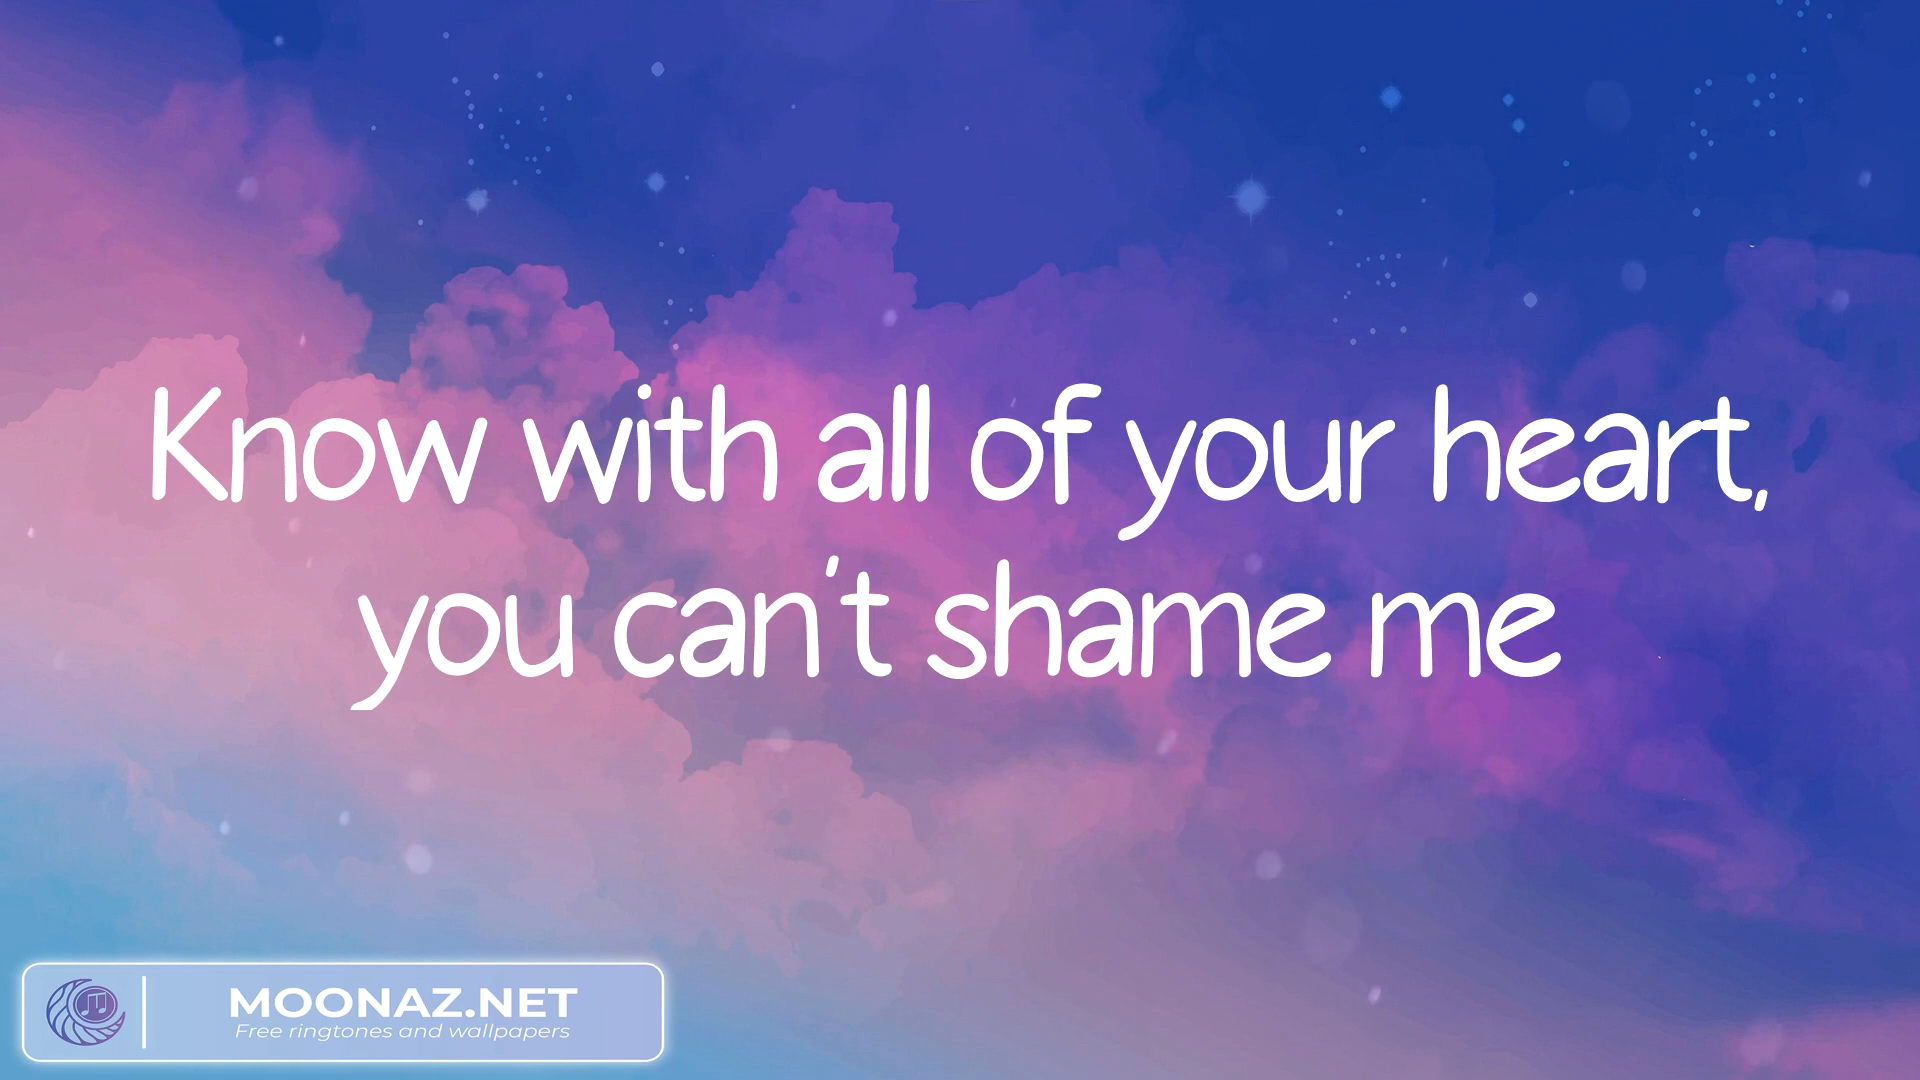 Know with all of your heart,
you can't shame me
MOONAZ.NET
Free ringtones and wallpapers